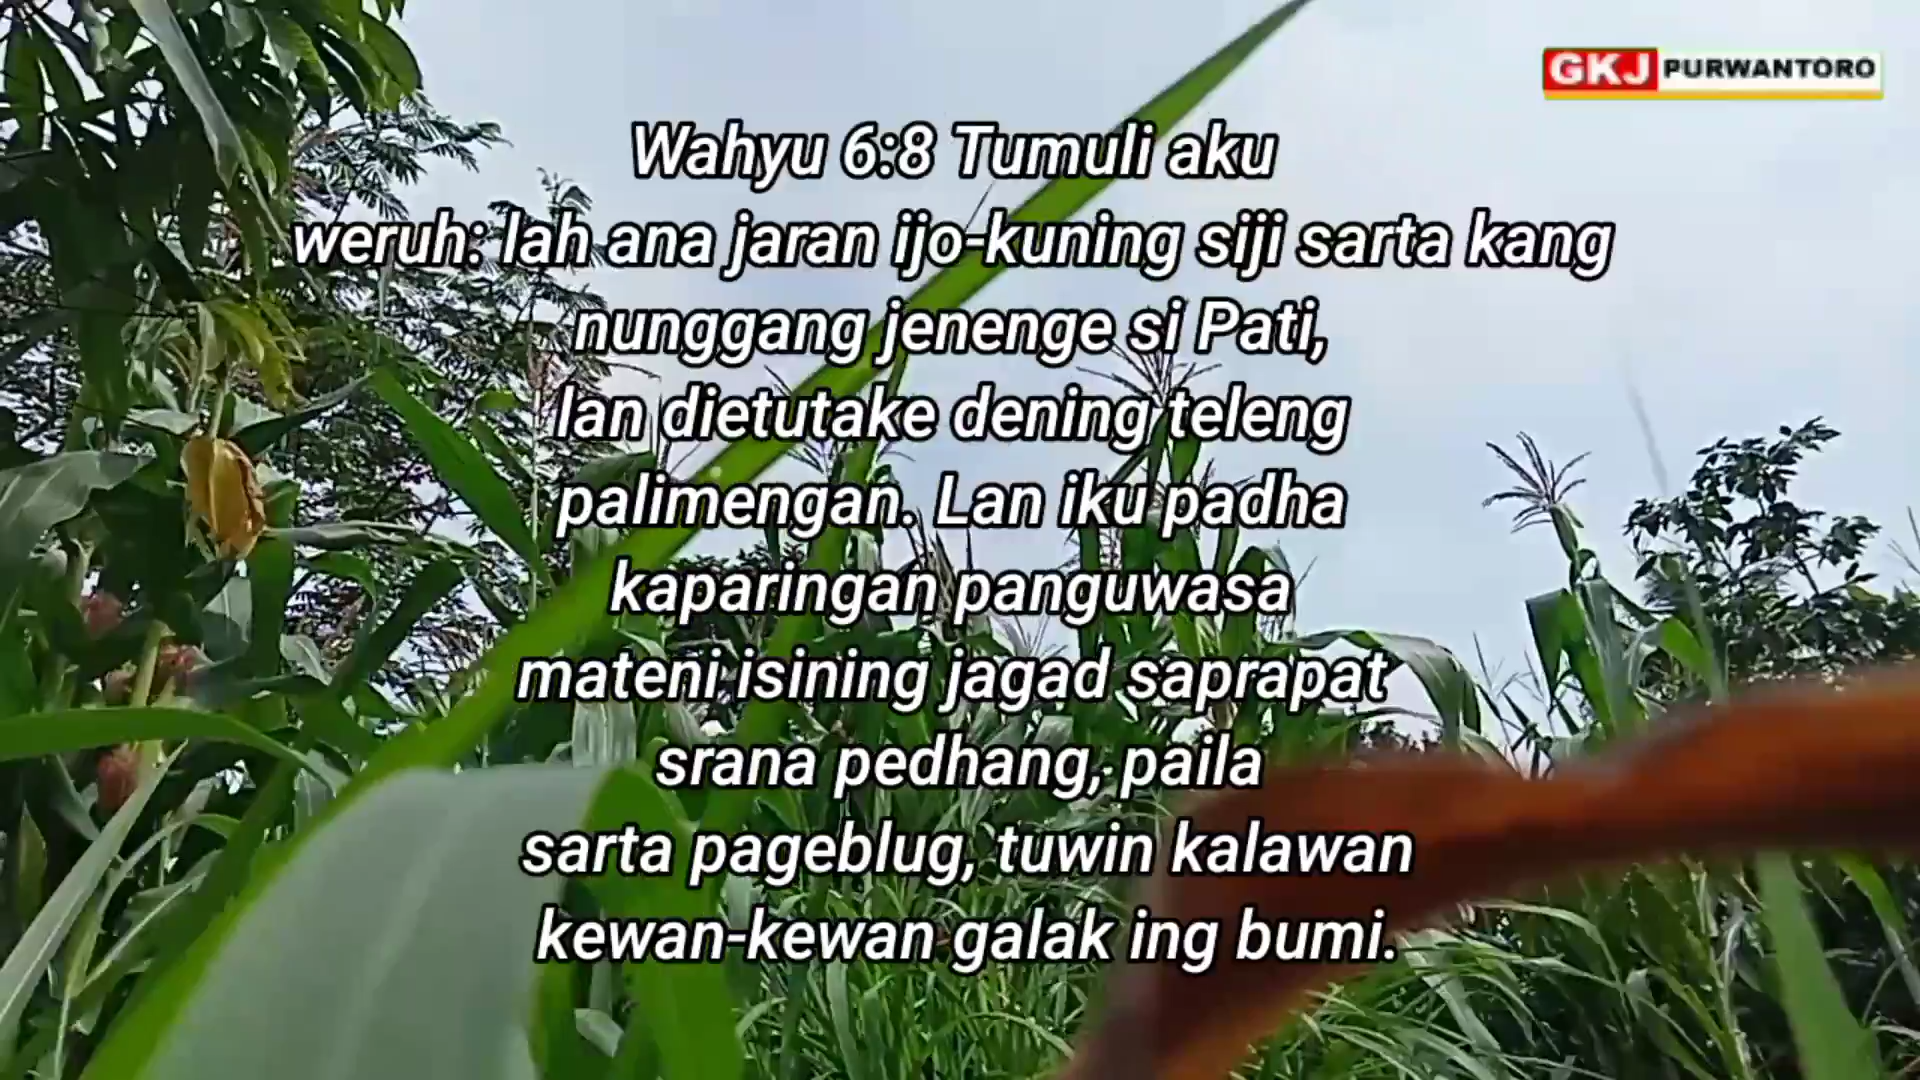 GKJ PURWANTORO
Wahyu 6:8 Tumuli aku
weruh: lah ana jaran ijo-kuning siji sarta kang
nunggang jenenge si Pati,
lan dietutake dening teleng
palimengan. Lan iku padha
kaparingan panguwasa
mateni isining jagad saprapat
srana pedhang, paila
sarta pageblug, tuwin kalawan
kewan-kewan galak ing bumi.